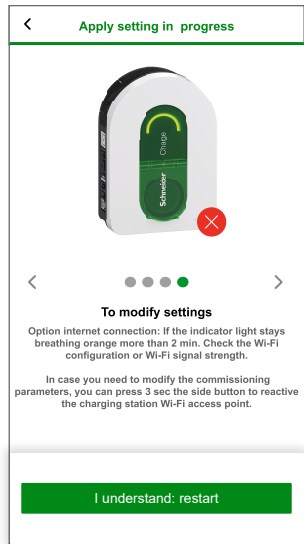 Apply setting in  progress
Schneider
Charge
To modify settings
Option internet connection: If the indicator light stays
breathing orange more than 2 min. Check the Wi-Fi
configuration or Wi-Fi signal strength.
In case you need to modify the commissioning
parameters, you can press 3 sec the side button to reactive
the charging station Wi-Fi access point.
I understand: restart